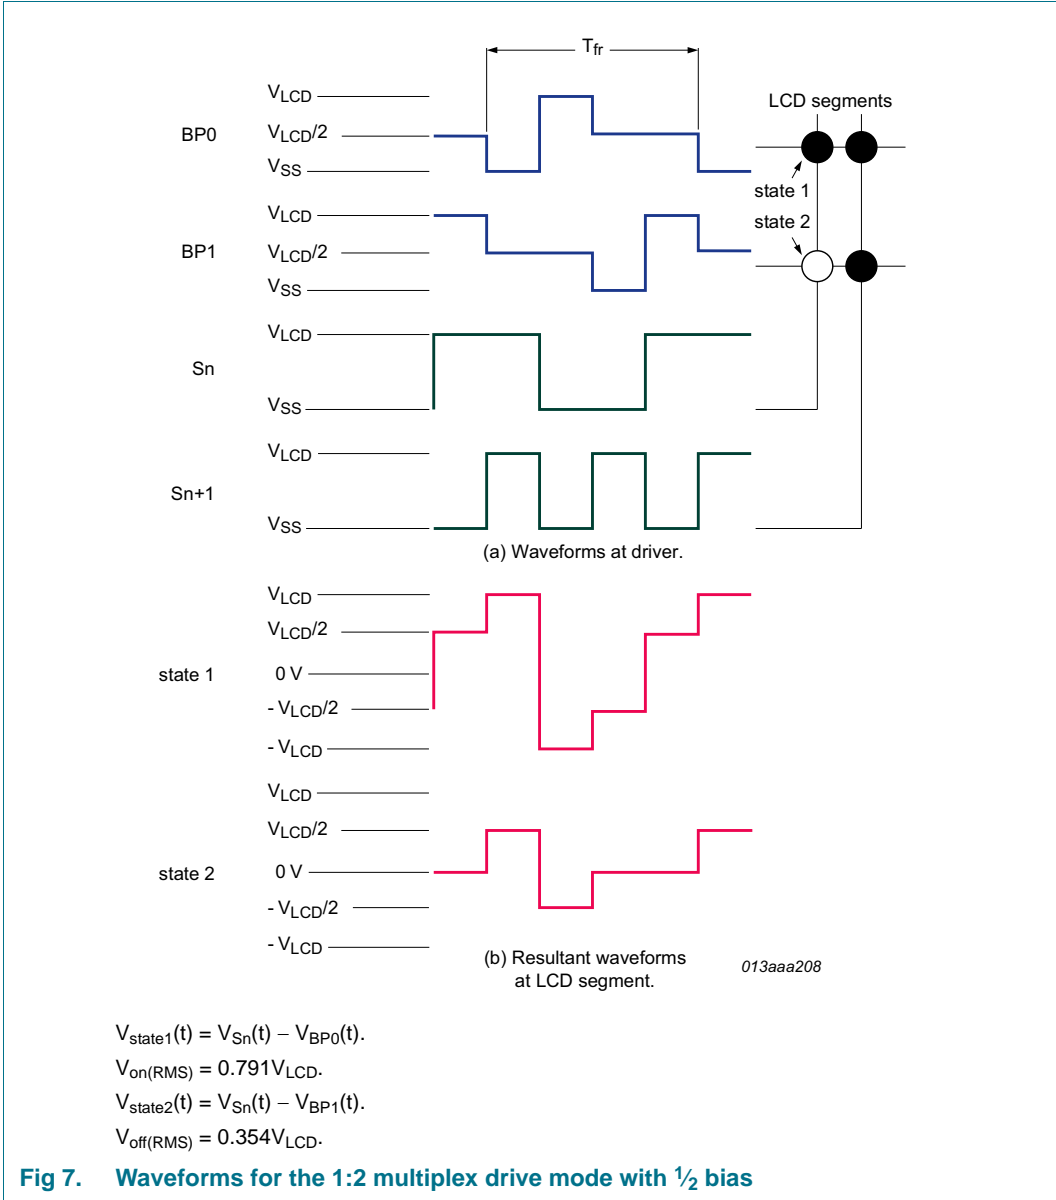 Tfr
VLCD
BP0
VLCD/2
VSS
LCD segments
state 1
state 2
VLCD
BP1
VLCD/2
VSS
VLCD
Sn
VSS
VLCD
Sn+1
VSS
(a) Waveforms at driver.
VLCD
VLCD/2
state 1
0 V
- VLCD/2
- VLCD
VLCD
VLCD/2
state 2
0 V
- VLCD/2
- VLCD
(b) Resultant waveforms
at LCD segment.
013aaa208
Vstate1(t) = VSn(t) − VBP0(t).
Von(RMS) = 0.791VLCD.
Vstate2(t) = VSn(t) − VBP1(t).
Voff(RMS) = 0.354VLCD.
Fig 7. Waveforms for the 1:2 multiplex drive mode with 1⁄2 bias